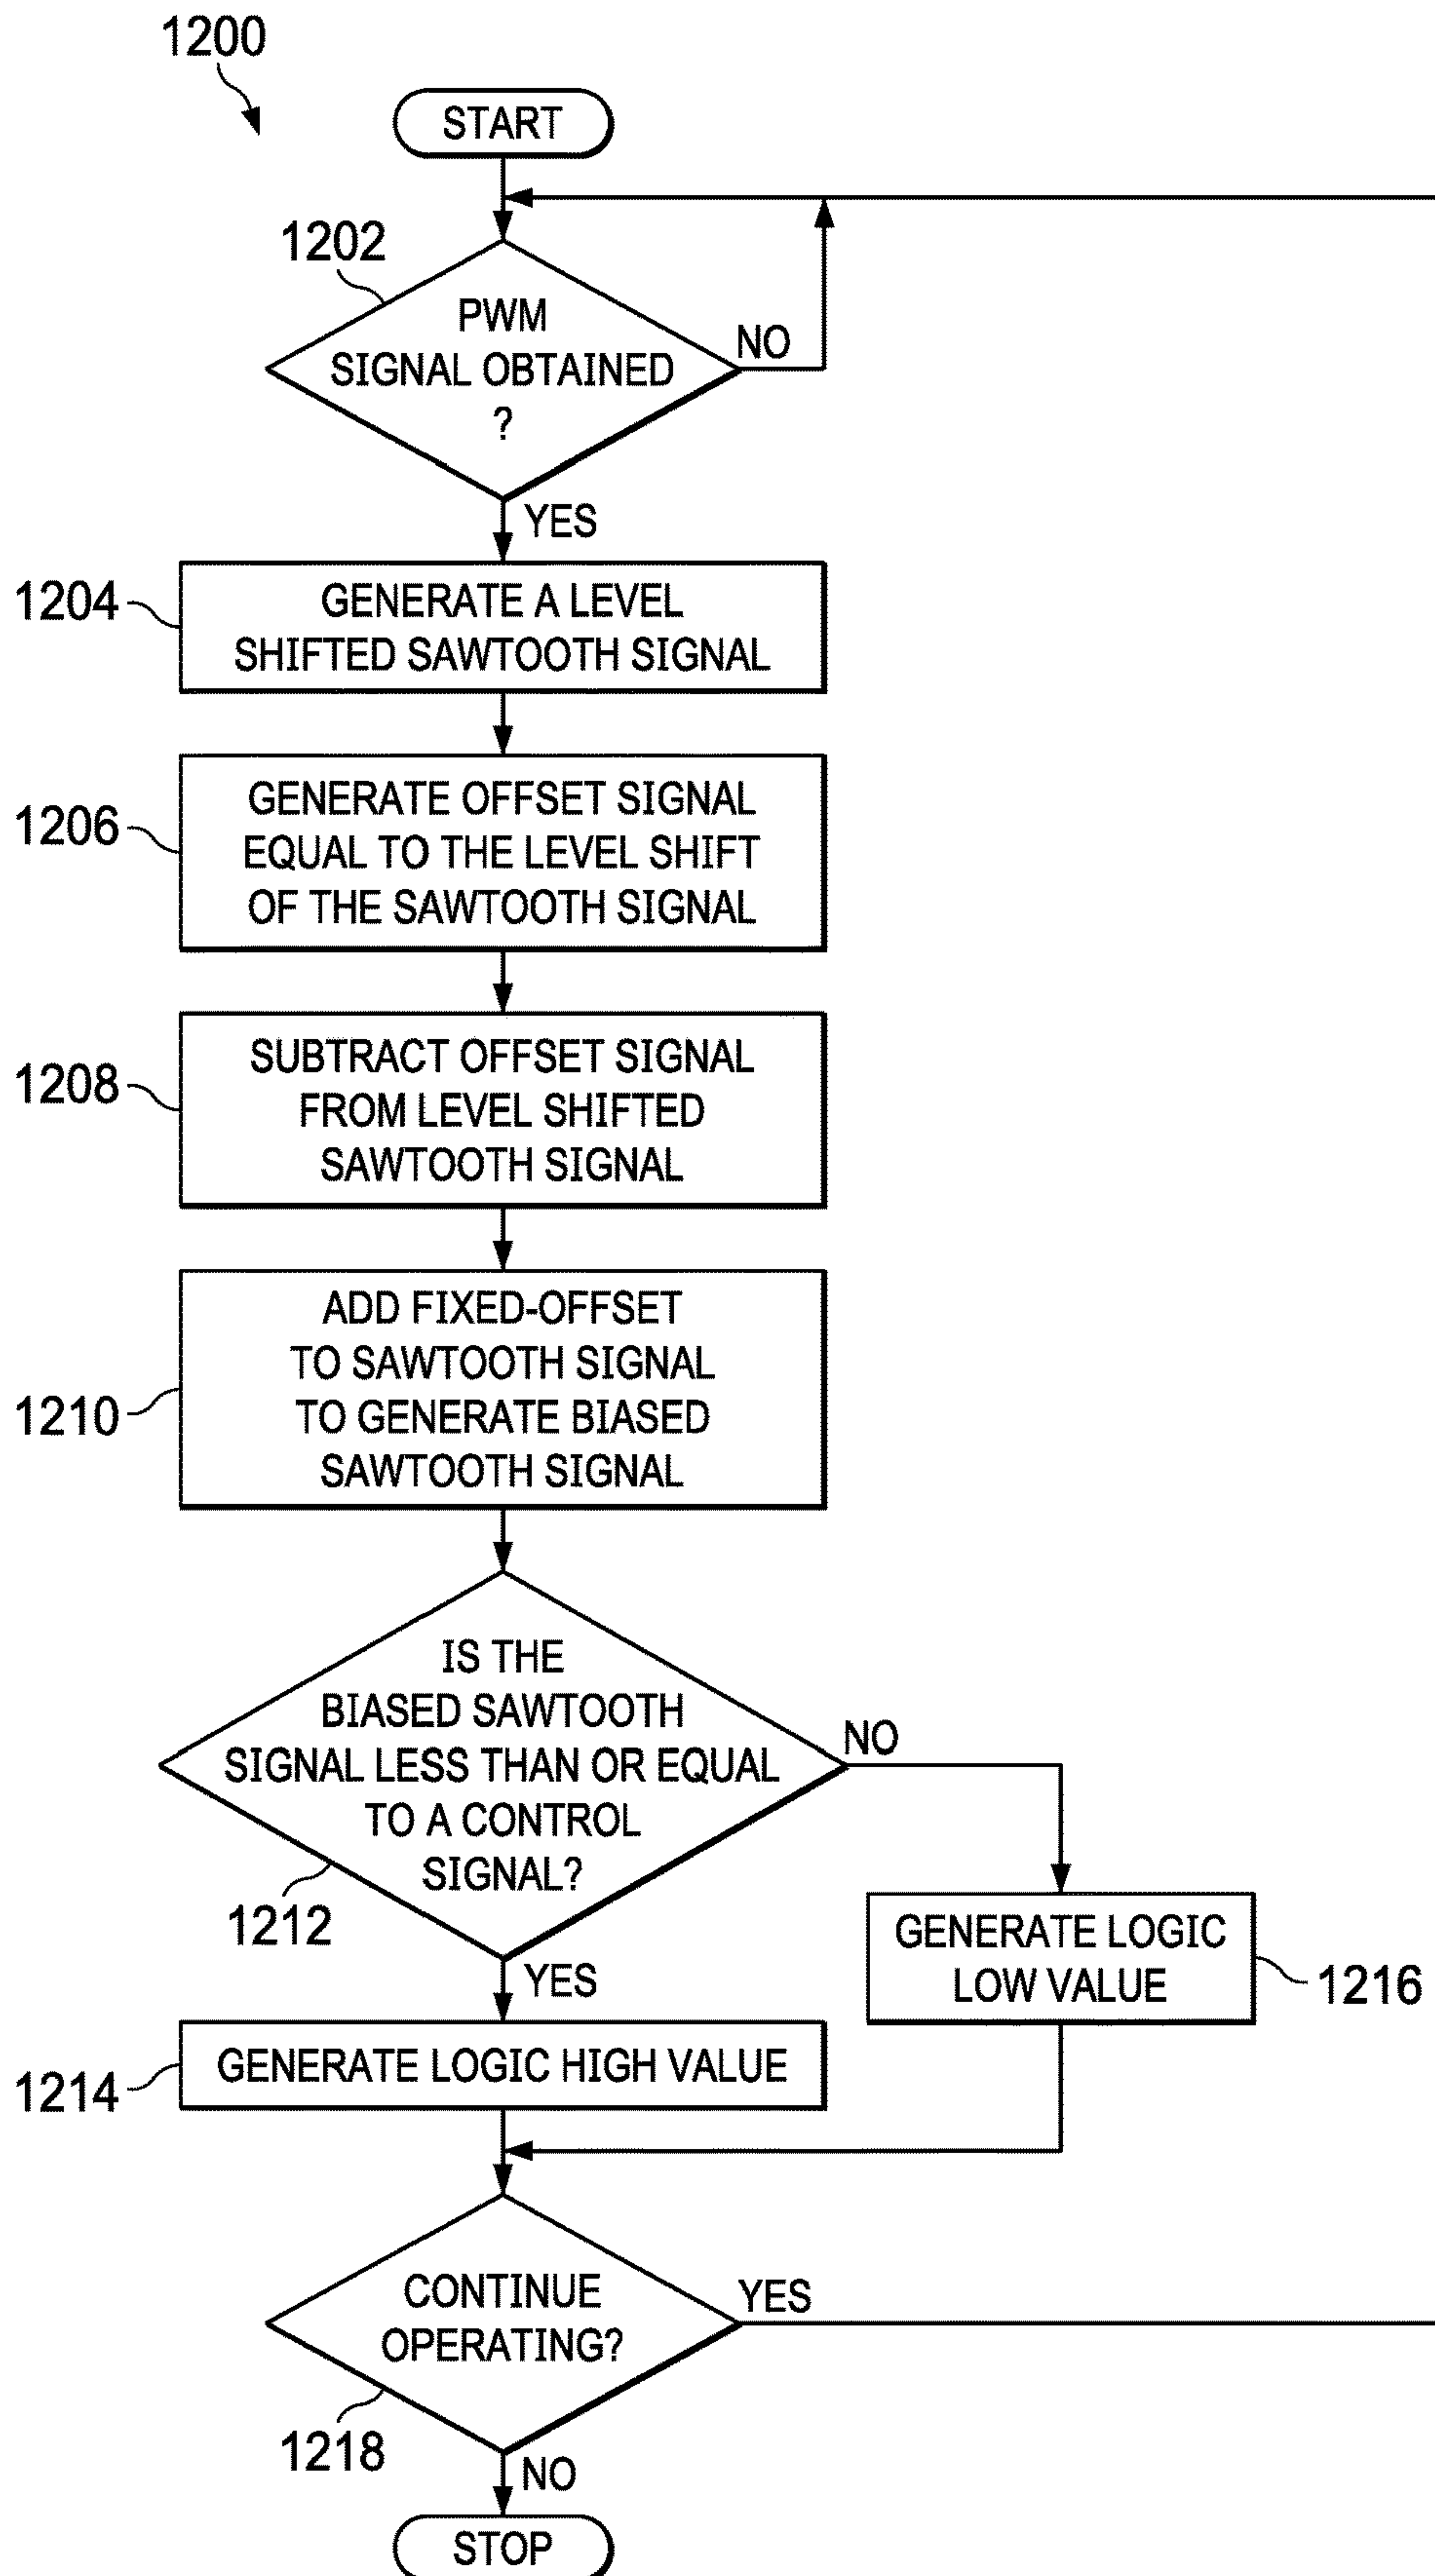 1200
START
1202
PWM
SIGNAL OBTAINED
?
NO
YES
1204
GENERATE A LEVEL
SHIFTED SAWTOOTH SIGNAL
1206
GENERATE OFFSET SIGNAL
EQUAL TO THE LEVEL SHIFT
OF THE SAWTOOTH SIGNAL
1208
SUBTRACT OFFSET SIGNAL
FROM LEVEL SHIFTED
SAWTOOTH SIGNAL
1210
ADD FIXED-OFFSET
TO SAWTOOTH SIGNAL
TO GENERATE BIASED
SAWTOOTH SIGNAL
IS THE
BIASED SAWTOOTH
SIGNAL LESS THAN OR EQUAL
TO A CONTROL
SIGNAL?
NO
1212
YES
GENERATE LOGIC
LOW VALUE
1216
1214
GENERATE LOGIC HIGH VALUE
CONTINUE
OPERATING?
YES
1218
NO
STOP